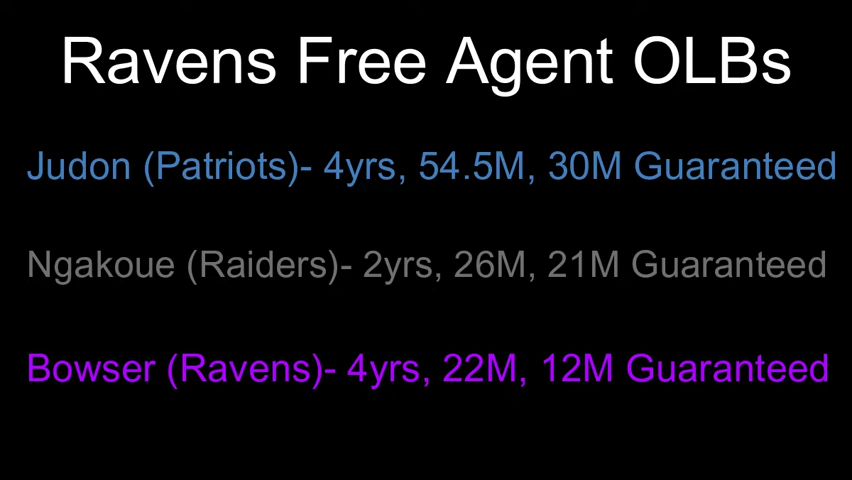 Ravens Free Agent OLBs
Judon (Patriots)- 4yrs, 54.5M, 30M Guaranteed
Ngakoue (Raiders)- 2yrs, 26M, 21M Guaranteed
Bowser (Ravens)- 4yrs, 22M, 12M Guaranteed